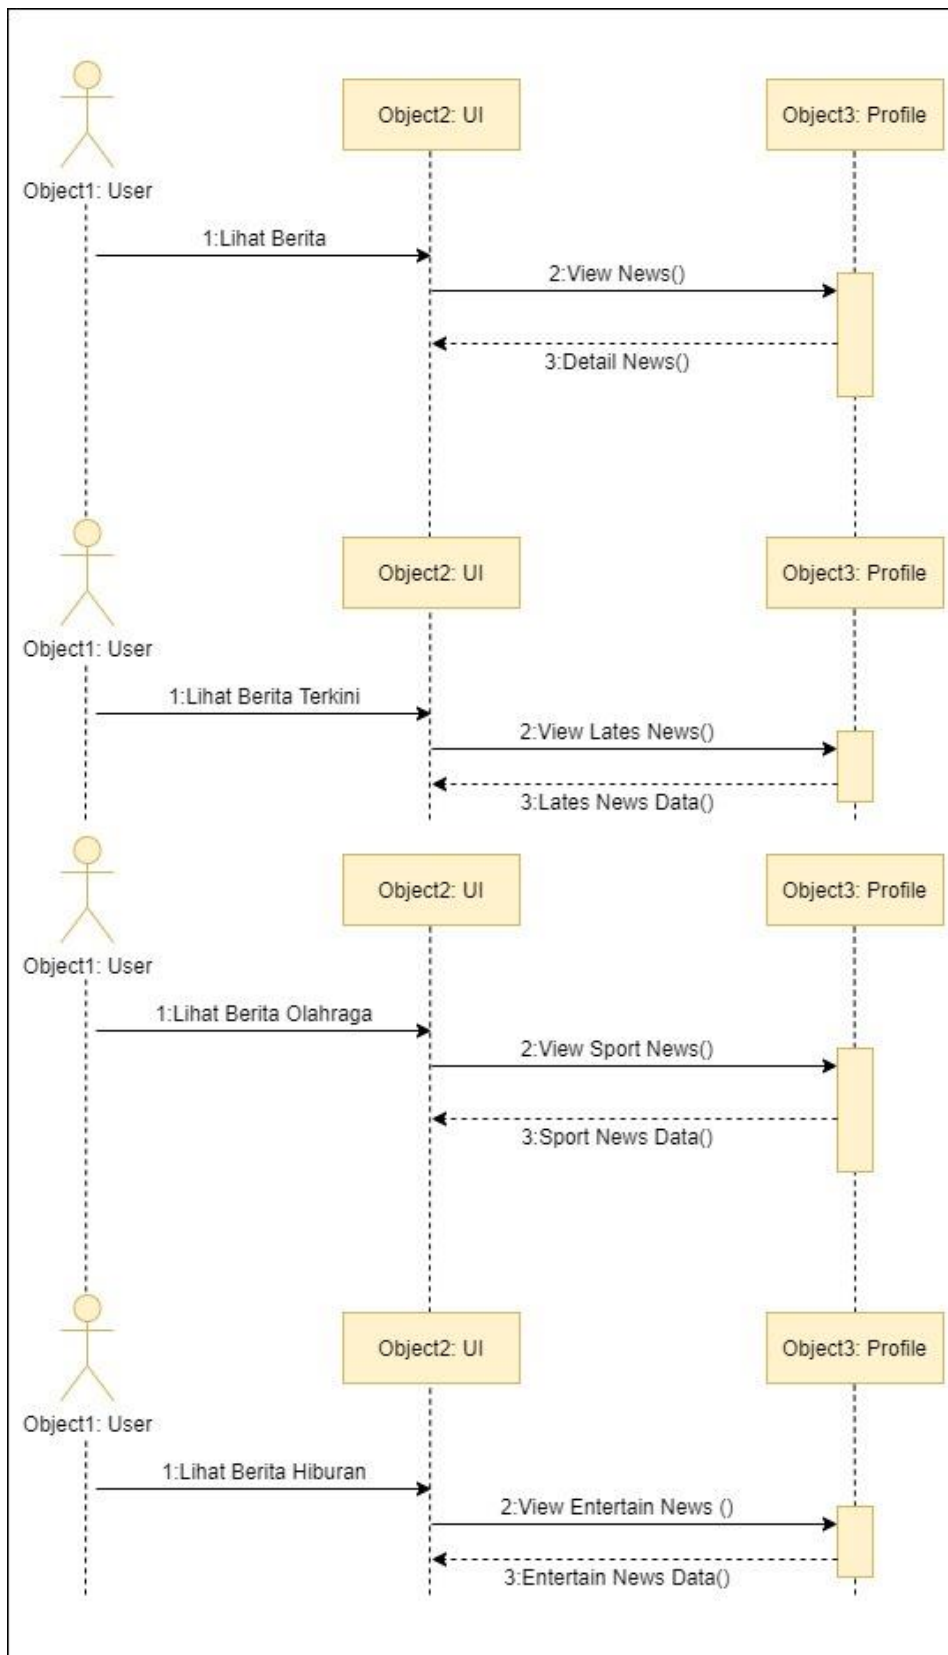 Object2: UI
Object3: Profile
Object1: User
1:Lihat Berita
2:View News()
3:Detail News()
Object2: UI
Object3: Profile
Object1: User
1:Lihat Berita Terkini
2:View Lates News()
3:Lates News Data()
Object2: UI
Object3: Profile
Object1: User
1:Lihat Berita Olahraga
2:View Sport News()
3:Sport News Data()
Object2: UI
Object3: Profile
Object1: User
1:Lihat Berita Hiburan
2:View Entertain News ()
3:Entertain News Data()